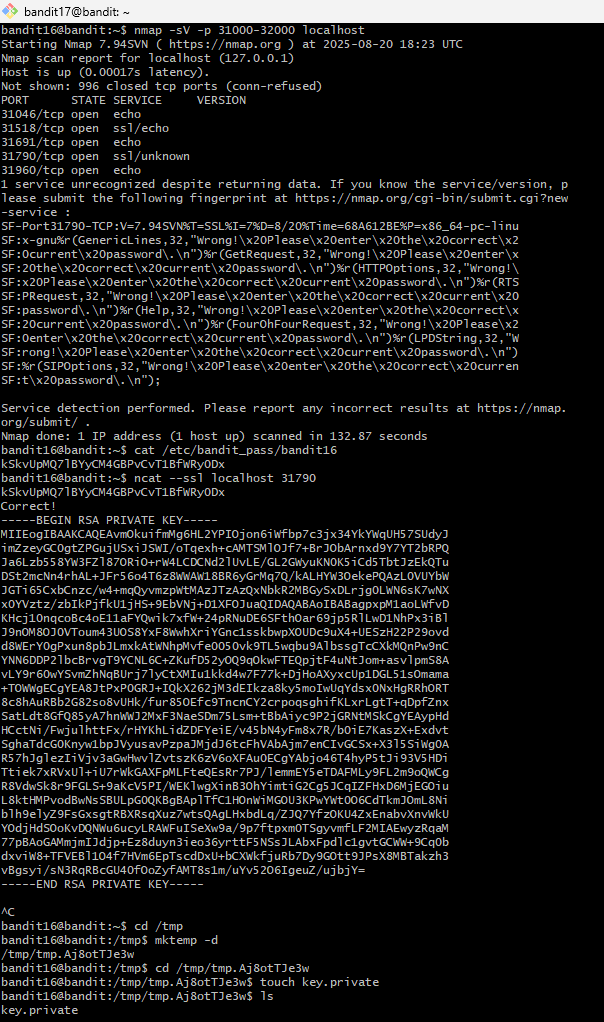 bandit17@bandit: ~
bandit16@bandit:~$ nmap -sV -p 31000-32000 localhost
Starting Nmap 7.94SVN ( https://nmap.org ) at 2025-08-20 18:23 UTC
Nmap scan report for localhost (127.0.0.1)
Host is up (0.00017s latency).
Not shown: 996 closed tcp ports (conn-refused)
PORT      STATE SERVICE     VERSION
31046/tcp open  echo
31518/tcp open  ssl/echo
31691/tcp open  echo
31790/tcp open  ssl/unknown
31960/tcp open  echo
1 service unrecognized despite returning data. If you know the service/version, p
lease submit the following fingerprint at https://nmap.org/cgi-bin/submit.cgi?new
-service :
SF-Port31790-TCP:V=7.94SVN%T=SSL%I=7%D=8/20%Time=68A612BE%P=x86_64-pc-linu
SF:x-gnu%r(GenericLines,32,"Wrong!\x20Please\x20enter\x20the\x20correct\x2
SF:0current\x20password\.\n")%r(GetRequest,32,"Wrong!\x20Please\x20enter\x
SF:20the\x20correct\x20current\x20password\.\n")%r(HTTPOptions,32,"Wrong!\
SF:x20Please\x20enter\x20the\x20correct\x20current\x20password\.\n")%r(RTS
SF:PRequest,32,"Wrong!\x20Please\x20enter\x20the\x20correct\x20current\x20
SF:password\.\n")%r(Help,32,"Wrong!\x20Please\x20enter\x20the\x20correct\x
SF:20current\x20password\.\n")%r(FourOhFourRequest,32,"Wrong!\x20Please\x2
SF:0enter\x20the\x20correct\x20current\x20password\.\n")%r(LPDString,32,"W
SF:rong!\x20Please\x20enter\x20the\x20correct\x20current\x20password\.\n")
SF:%r(SIPOptions,32,"Wrong!\x20Please\x20enter\x20the\x20correct\x20curren
SF:t\x20password\.\n");

Service detection performed. Please report any incorrect results at https://nmap.
org/submit/ .
Nmap done: 1 IP address (1 host up) scanned in 132.87 seconds
bandit16@bandit:~$ cat /etc/bandit_pass/bandit16
kSkvUpMQ7lBYyCM4GBPvCvT1BfWRy0Dx
bandit16@bandit:~$ ncat --ssl localhost 31790
kSkvUpMQ7lBYyCM4GBPvCvT1BfWRy0Dx
Correct!
-----BEGIN RSA PRIVATE KEY-----
MIIEogIBAAKCAQEAvmOkuifmMg6HL2YPIOjon6iWfbp7c3jx34YkYWqUH57SUdyJ
imZzeyGC0gtZPGujUSxiJSWI/oTqexh+cAMTSMlOJf7+BrJObArnxd9Y7YT2bRPQ
Ja6Lzb558YW3FZl87ORiO+rW4LCDCNd2lUvLE/GL2GWyuKN0K5iCd5TbtJzEkQTu
DSt2mcNn4rhAL+JFr56o4T6z8WWAW18BR6yGrMq7Q/kALHYW3OekePQAzL0VUYbW
JGTi65CxbCnzc/w4+mqQyvmzpWtMAzJTzAzQxNbkR2MBGySxDLrjg0LWN6sK7wNX
x0YVztz/zbIkPjfkU1jHS+9EbVNj+D1XFOJuaQIDAQABAoIBABagpxpM1aoLWfvD
KHcj10nqcoBc4oE11aFYQwik7xfW+24pRNuDE6SFthOar69jp5RlLwD1NhPx3iBl
J9nOM8OJ0VToum43UOS8YxF8WwhXriYGnc1sskbwpXOUDc9uX4+UESzH22P29ovd
d8WErY0gPxun8pbJLmxkAtWNhpMvfe0050vk9TL5wqbu9AlbssgTcCXkMQnPw9nC
YNN6DDP2lbcBrvgT9YCNL6C+ZKufD52yOQ9qOkwFTEQpjtF4uNtJom+asvlpmS8A
vLY9r60wYSvmZhNqBUrj7lyCtXMIu1kkd4w7F77k+DjHoAXyxcUp1DGL51sOmama
+TOWWgECgYEA8JtPxP0GRJ+IQkX262jM3dEIkza8ky5moIwUqYdsx0NxHgRRhORT
8c8hAuRBb2G82so8vUHk/fur85OEfc9TncnCY2crpoqsghifKLxrLgtT+qDpfZnx
SatLdt8GfQ85yA7hnWWJ2MxF3NaeSDm75Lsm+tBbAiyc9P2jGRNtMSkCgYEAypHd
HCctNi/FwjulhttFx/rHYKhLidZDFYeiE/v45bN4yFm8x7R/b0iE7KaszX+Exdvt
SghaTdcG0Knyw1bpJVyusavPzpaJMjdJ6tcFhVAbAjm7enCIvGCSx+X3l5SiWg0A
R57hJglezIiVjv3aGwHwvlZvtszK6zV6oXFAu0ECgYAbjo46T4hyP5tJi93V5HDi
Ttiek7xRVxUl+iU7rWkGAXFpMLFteQEsRr7PJ/lemmEY5eTDAFMLy9FL2m9oQWCg
R8VdwSk8r9FGLS+9aKcV5PI/WEKlwgXinB3OhYimtiG2Cg5JCqIZFHxD6MjEGOiu
L8ktHMPvodBwNsSBULpG0QKBgBAplTfC1HOnWiMGOU3KPwYWt0O6CdTkmJOmL8Ni
blh9elyZ9FsGxsgtRBXRsqXuz7wtsQAgLHxbdLq/ZJQ7YfzOKU4ZxEnabvXnvWkU
YOdjHdSOoKvDQNWu6ucyLRAWFuISeXw9a/9p7ftpxm0TSgyvmfLF2MIAEwyzRqaM
77pBAoGAMmjmIJdjp+Ez8duyn3ieo36yrttF5NSsJLAbxFpdlc1gvtGCWW+9Cq0b
dxviW8+TFVEBl1O4f7HVm6EpTscdDxU+bCXWkfjuRb7Dy9GOtt9JPsX8MBTakzh3
vBgsyi/sN3RqRBcGU40fOoZyfAMT8s1m/uYv52O6IgeuZ/ujbjY=
-----END RSA PRIVATE KEY-----

^C
bandit16@bandit:~$ cd /tmp
bandit16@bandit:/tmp$ mktemp -d
/tmp/tmp.Aj8otTJe3w
bandit16@bandit:/tmp$ cd /tmp/tmp.Aj8otTJe3w
bandit16@bandit:/tmp/tmp.Aj8otTJe3w$ touch key.private
bandit16@bandit:/tmp/tmp.Aj8otTJe3w$ ls
key.private